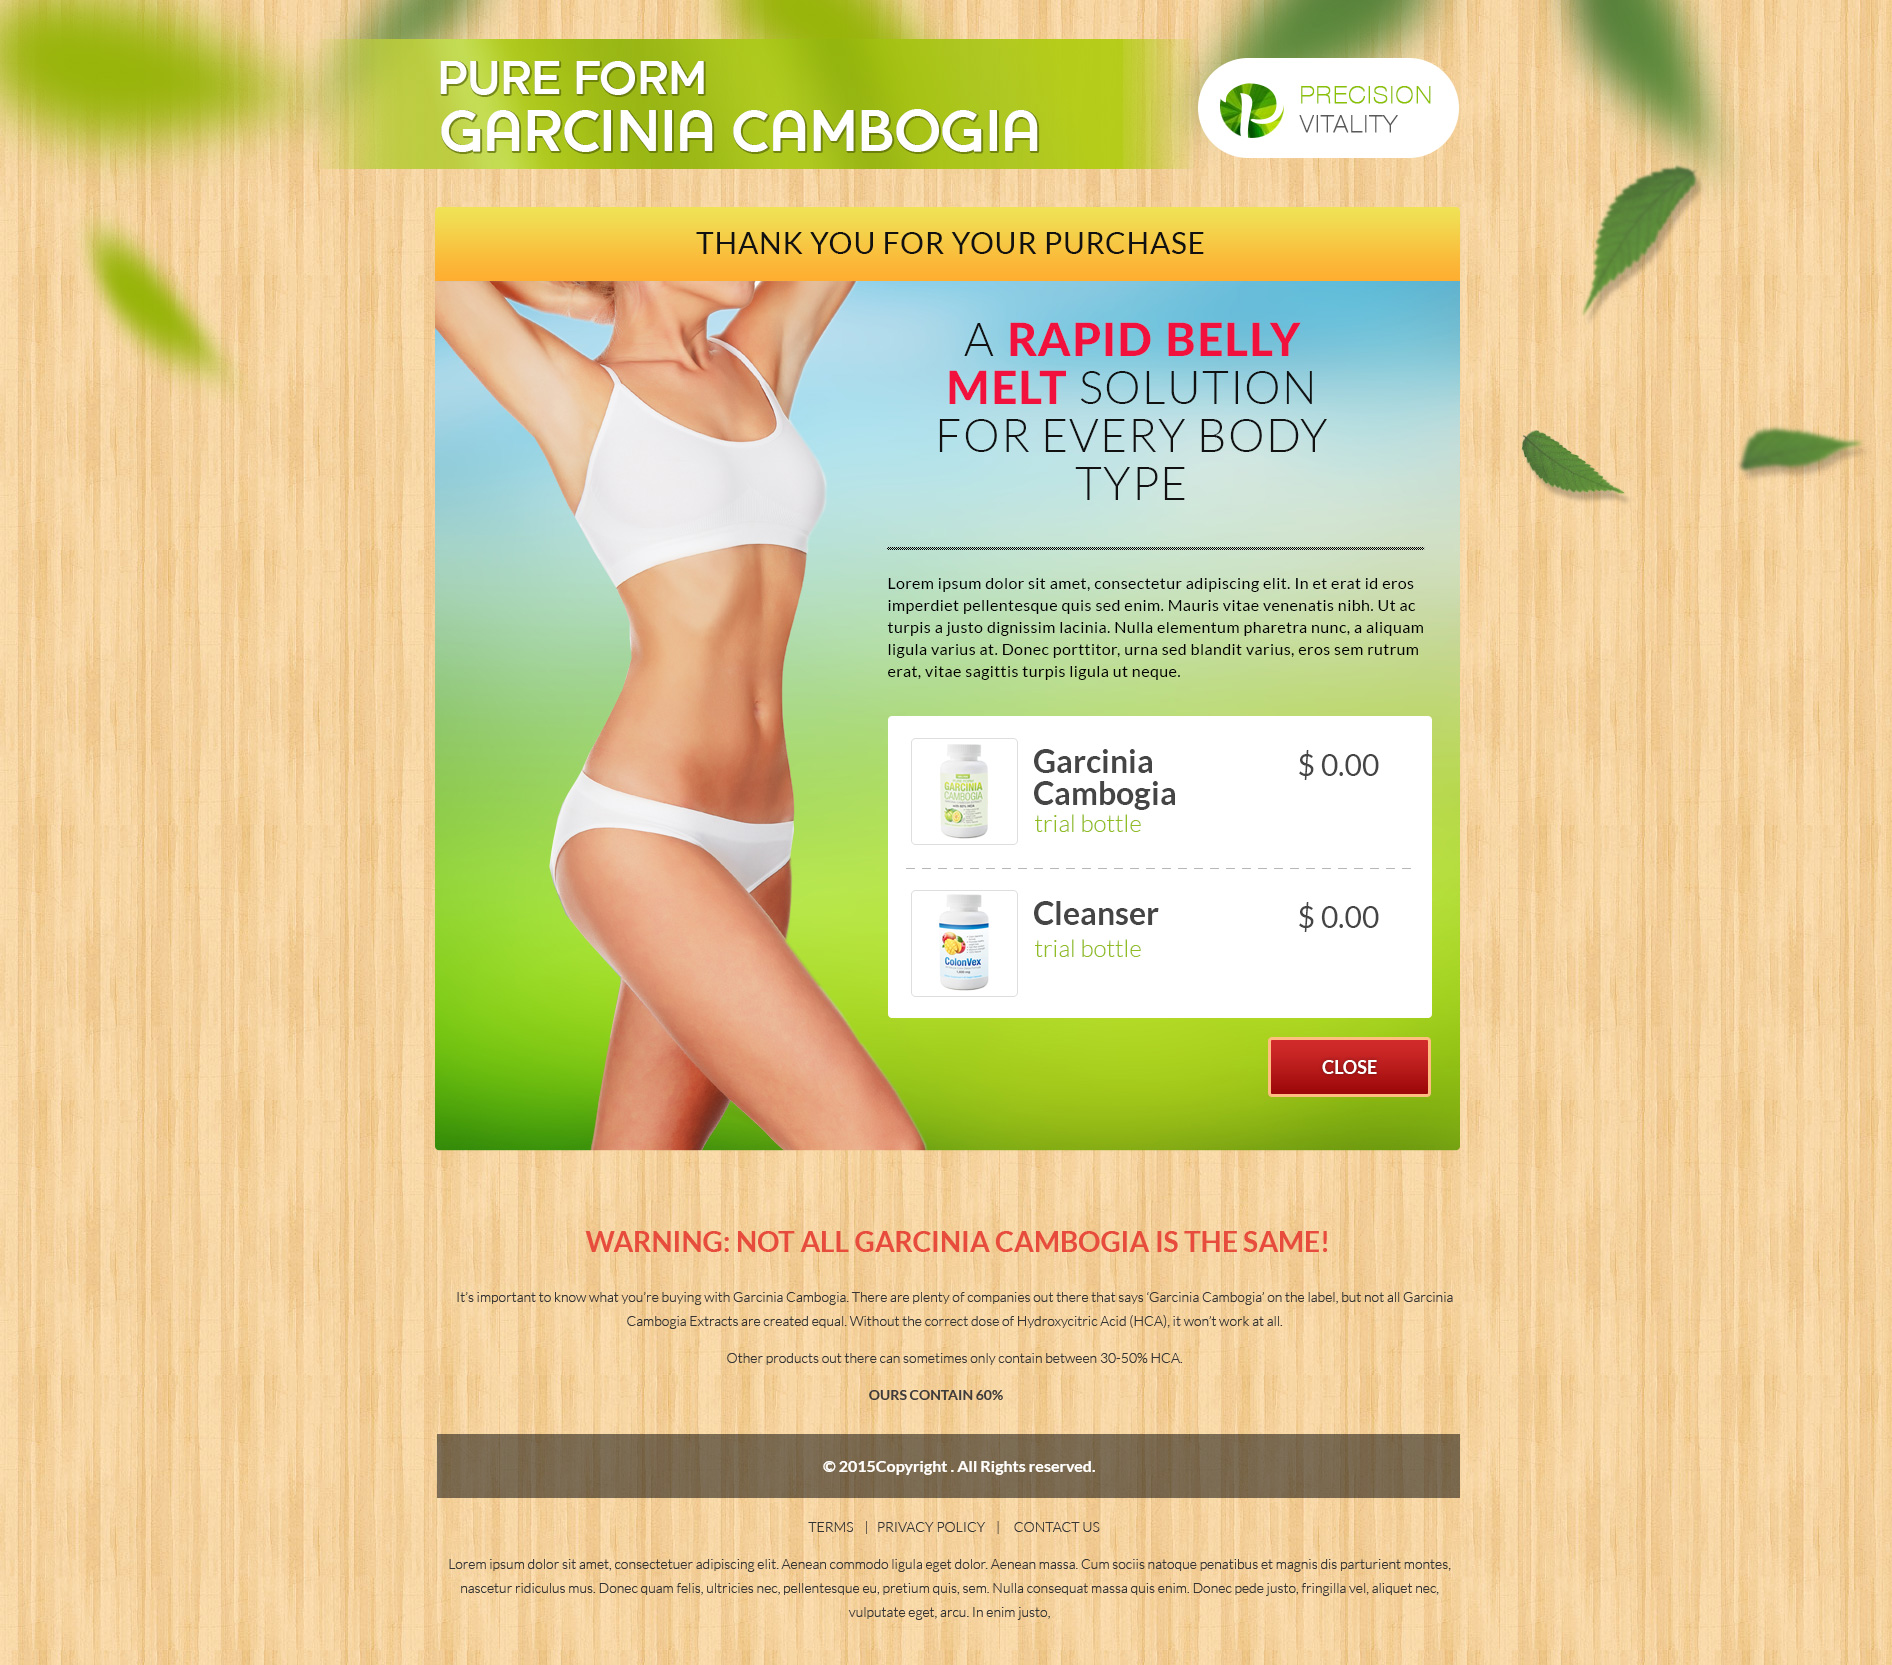 PURE FORM
GARCINIA CAMBOGIA
PRECISION
VITALITY
THANK YOU FOR YOUR PURCHASE
A RAPID BELLY
MELT SOLUTION
FOR EVERY BODY
TYPE
Lorem ipsum dolor sit amet, consectetur adipiscing elit. In et erat id eros
imperdiet pellentesque quis sed enim. Mauris vitae venenatis nibh. Ut ac
turpis a justo dignissim lacinia. Nulla elementum pharetra nunc, a aliquam
ligula varius at. Donec porttitor, urna sed blandit varius, eros sem rutrum
erat, vitae sagittis turpis ligula ut neque.
GARCINIA
CAMBOGIA
Garcinia
Cambogia
trial bottle
$ 0.00
ColonVex
Cleanser
trial bottle
$ 0.00
CLOSE
WARNING: NOT ALL GARCINIA CAMBOGIA IS THE SAME!
It's important to know what you're buying with Garcinia Cambogia. There are plenty of companies out there that says 'Garcinia Cambogia' on the label, but not all Garcinia
Cambogia Extracts are created equal. Without the correct dose of Hydroxycitric Acid (HCA), it won't work at all.
Other products out there can sometimes only contain between 30-50% HCA.
OURS CONTAIN 60%
© 2015Copyright . All Rights reserved.
TERMS | PRIVACY POLICY | CONTACT US
Lorem ipsum dolor sit amet, consectetuer adipiscing elit. Aenean commodo ligula eget dolor. Aenean massa. Cum sociis natoque penatibus et magnis dis parturient montes,
nascetur ridiculus mus. Donec quam felis, ultricies nec, pellentesque eu, pretium quis, sem. Nulla consequat massa quis enim. Donec pede justo, fringilla vel, aliquet nec,
vulputate eget, arcu. In enim justo,